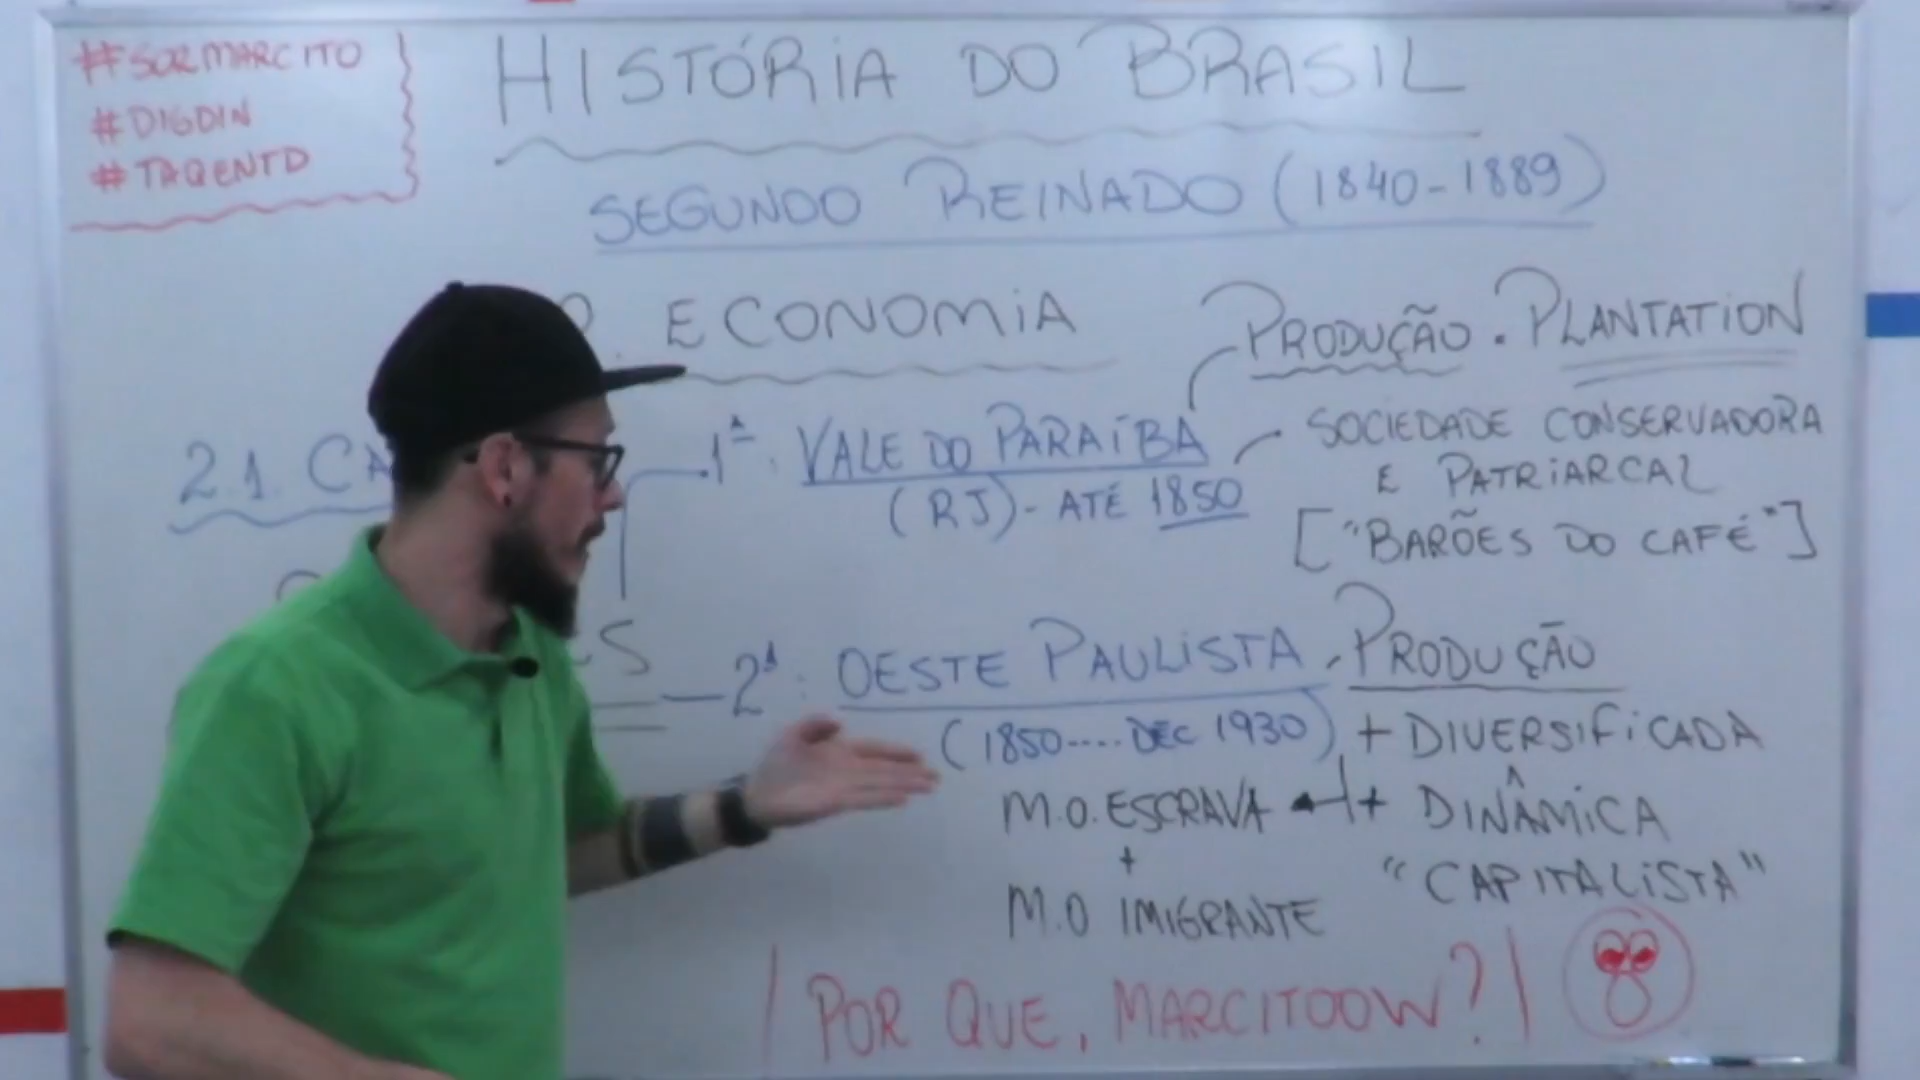 #SORMARCITO
#DIGDIN
#TAQENTD
HISTÓRIA DO BRASIL
SEGUNDO REINADO (1840-1889)
. ECONOMIA
2.1. CA
1ª: VALE DO PARAÍBA
(RJ)- ATÉ 1850
PRODUÇÃO. PLANTATION
SOCIEDADE CONSERVADORA
E PATRIARCAL
["BARÕES DO CAFÉ"]
S
2ª: OESTE PAULISTA
(1850.... DEC 1930)
PRODUÇÃO
+ DIVERSIFICADA
+ DINÂMICA
"CAPITALISTA"
M.O. ESCRAVA
+
M.O IMIGRANTE
POR QUE, MARCITOOW?